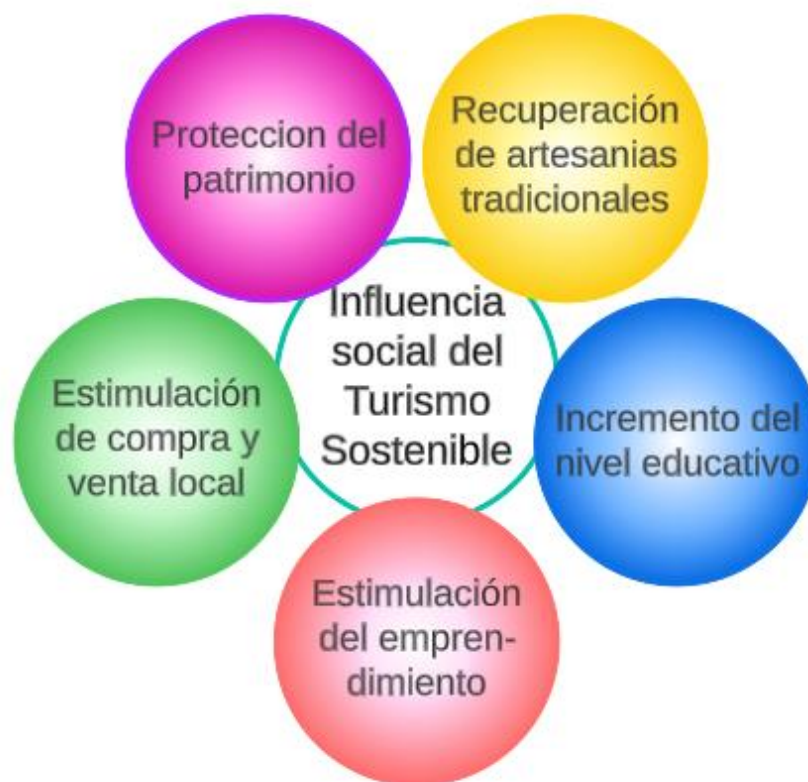 Proteccion del
patrimonio
Recuperación
de artesanias
tradicionales
Influencia
social del
Turismo
Sostenible
Estimulación
de compra y
venta local
Incremento del
nivel educativo
Estimulación
del empren-
dimiento